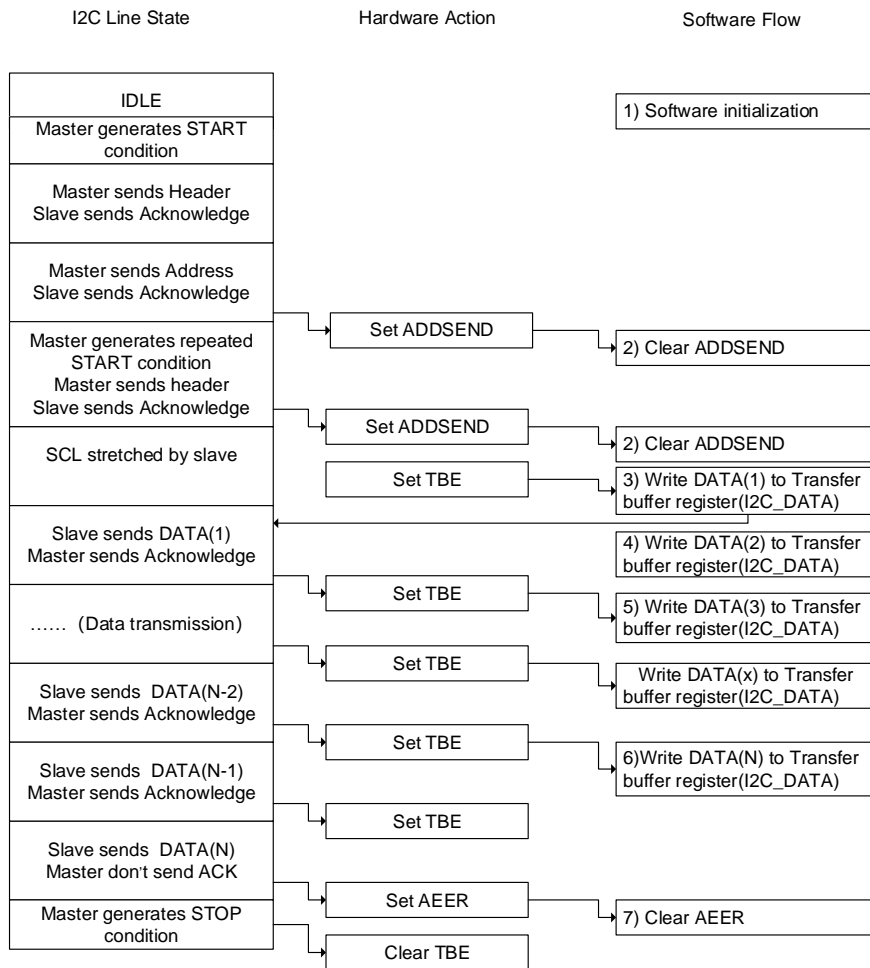 I2C Line State
Hardware Action
Software Flow
IDLE
1) Software initialization
Master generates START
condition
Master sends Header
Slave sends Acknowledge
Master sends Address
Slave sends Acknowledge
Set ADDSEND
2) Clear ADDSEND
Master generates repeated
START condition
Master sends header
Slave sends Acknowledge
Set ADDSEND
2) Clear ADDSEND
SCL stretched by slave
Set TBE
3) Write DATA(1) to Transfer
buffer register(I2C_DATA)
Slave sends DATA(1)
Master sends Acknowledge
4) Write DATA(2) to Transfer
buffer register(I2C_DATA)
Set TBE
5) Write DATA(3) to Transfer
buffer register(I2C_DATA)
…… (Data transmission)
Set TBE
Write DATA(x) to Transfer
buffer register(I2C_DATA)
Slave sends DATA(N-2)
Master sends Acknowledge
Set TBE
6)Write DATA(N) to Transfer
buffer register(I2C_DATA)
Slave sends DATA(N-1)
Master sends Acknowledge
Set TBE
Slave sends DATA(N)
Master don't send ACK
Set AEER
7) Clear AEER
Master generates STOP
condition
Clear TBE